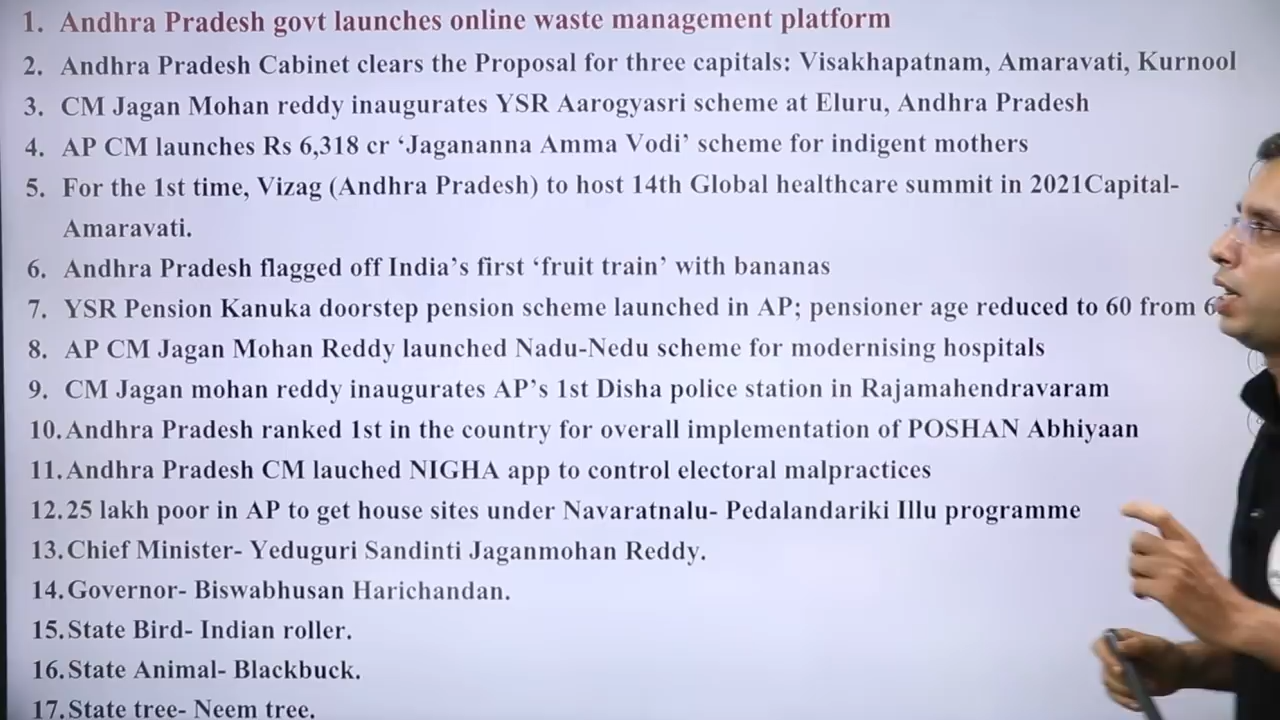 1. Andhra Pradesh govt launches online waste management platform
2. Andhra Pradesh Cabinet clears the Proposal for three capitals: Visakhapatnam, Amaravati, Kurnool
3. CM Jagan Mohan reddy inaugurates YSR Aarogyasri scheme at Eluru, Andhra Pradesh
4. AP CM launches Rs 6,318 cr ‘Jagananna Amma Vodi’ scheme for indigent mothers
5. For the 1st time, Vizag (Andhra Pradesh) to host 14th Global healthcare summit in 2021Capital-
Amaravati.
6. Andhra Pradesh flagged off India’s first ‘fruit train’ with bananas
7. YSR Pension Kanuka doorstep pension scheme launched in AP; pensioner age reduced to 60 from
8. AP CM Jagan Mohan Reddy launched Nadu-Nedu scheme for modernising hospitals
9. CM Jagan mohan reddy inaugurates AP’s 1st Disha police station in Rajamahendravaram
10. Andhra Pradesh ranked 1st in the country for overall implementation of POSHAN Abhiyaan
11. Andhra Pradesh CM lauched NIGHA app to control electoral malpractices
12. 25 lakh poor in AP to get house sites under Navaratnalu- Pedalandariki Illu programme
13. Chief Minister- Yeduguri Sandinti Jaganmohan Reddy.
14. Governor- Biswabhusan Harichandan.
15. State Bird- Indian roller.
16. State Animal- Blackbuck.
17. State tree- Neem tree.